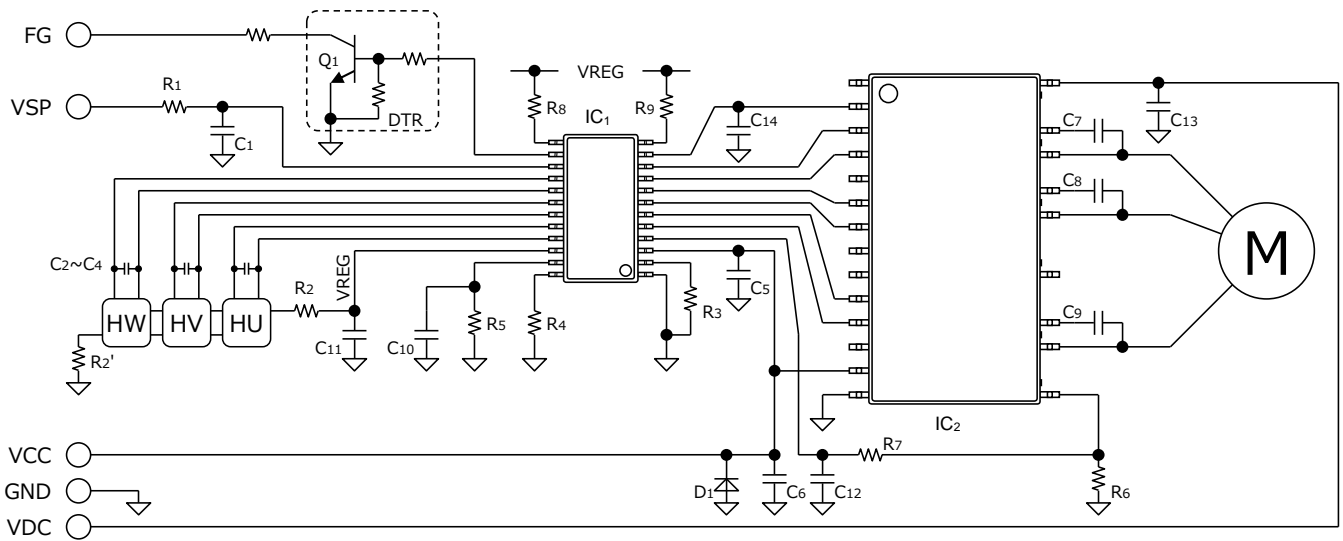 FG
Q1
DTR
VREG
R1
VSP
C1
R8
R9
IC1
C14
C13
C7
C8
M
C2~C4
HW
HV
HU
R2
VREG
C5
R3
R2'
C11
C10
R5
R4
C9
IC2
VCC
R7
D1
C6
C12
R6
GND
VDC